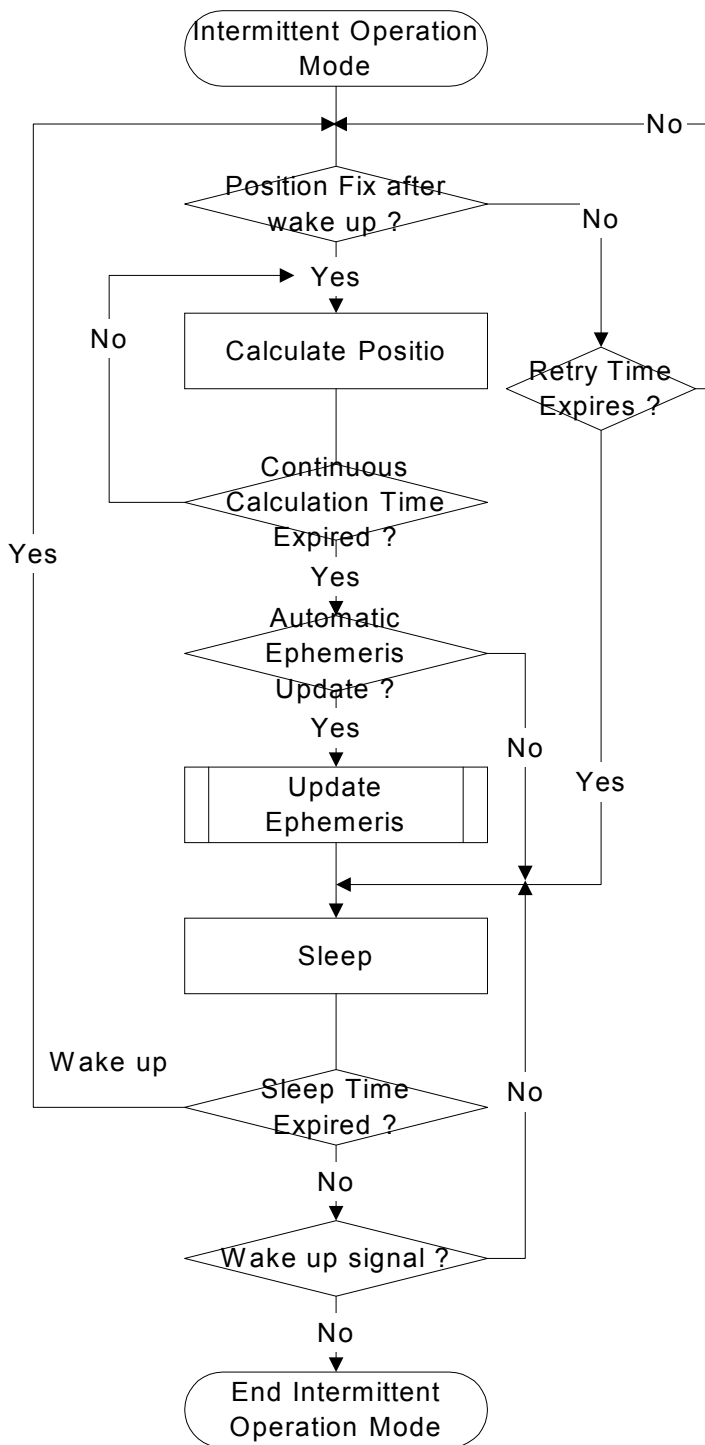 Intermittent Operation
Mode
No
Position Fix after
wake up ?
No
Yes
No
Calculate Positio
Retry Time
Expires ?
Continuous
Calculation Time
Expired ?
Yes
Yes
Automatic
Ephemeris
Update ?
Yes
No
Yes
Update
Ephemeris
Sleep
Wake up
Sleep Time
Expired ?
No
No
Wake up signal ?
No
End Intermittent
Operation Mode